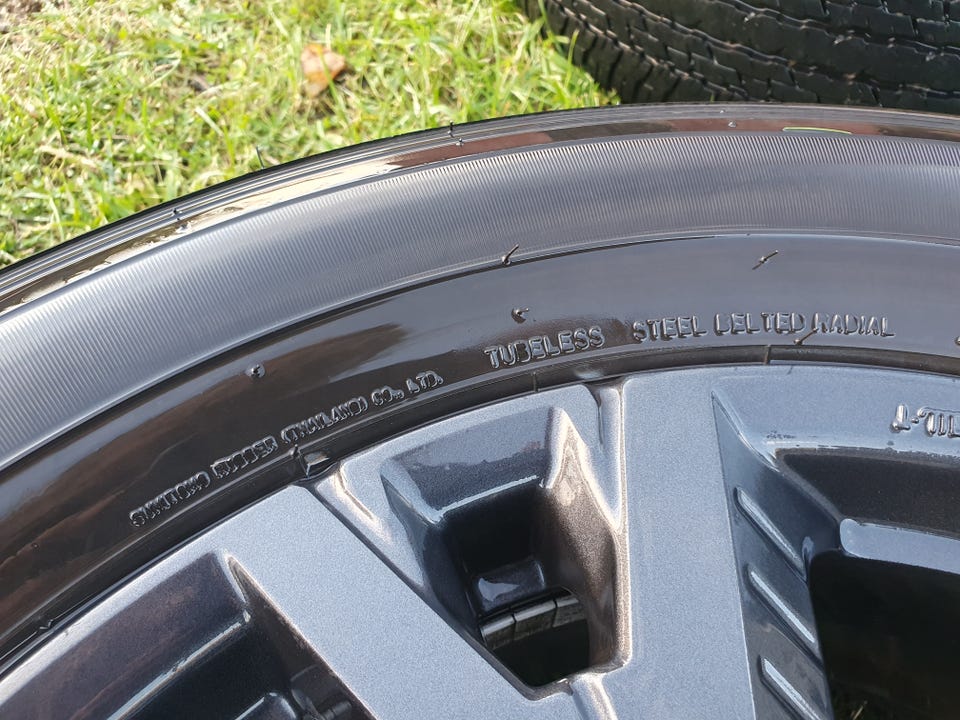 SUMITOMO RUBBER (THAILAND) CO., LTD. TUBELESS STEEL BELTED RADIAL